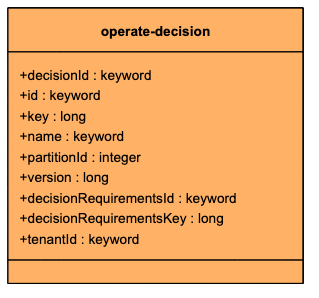 operate-decision
+decisionId : keyword
+id : keyword
+key : long
+name : keyword
+partitionId : integer
+version : long
+decisionRequirementsId : keyword
+decisionRequirementsKey : long
+tenantId : keyword